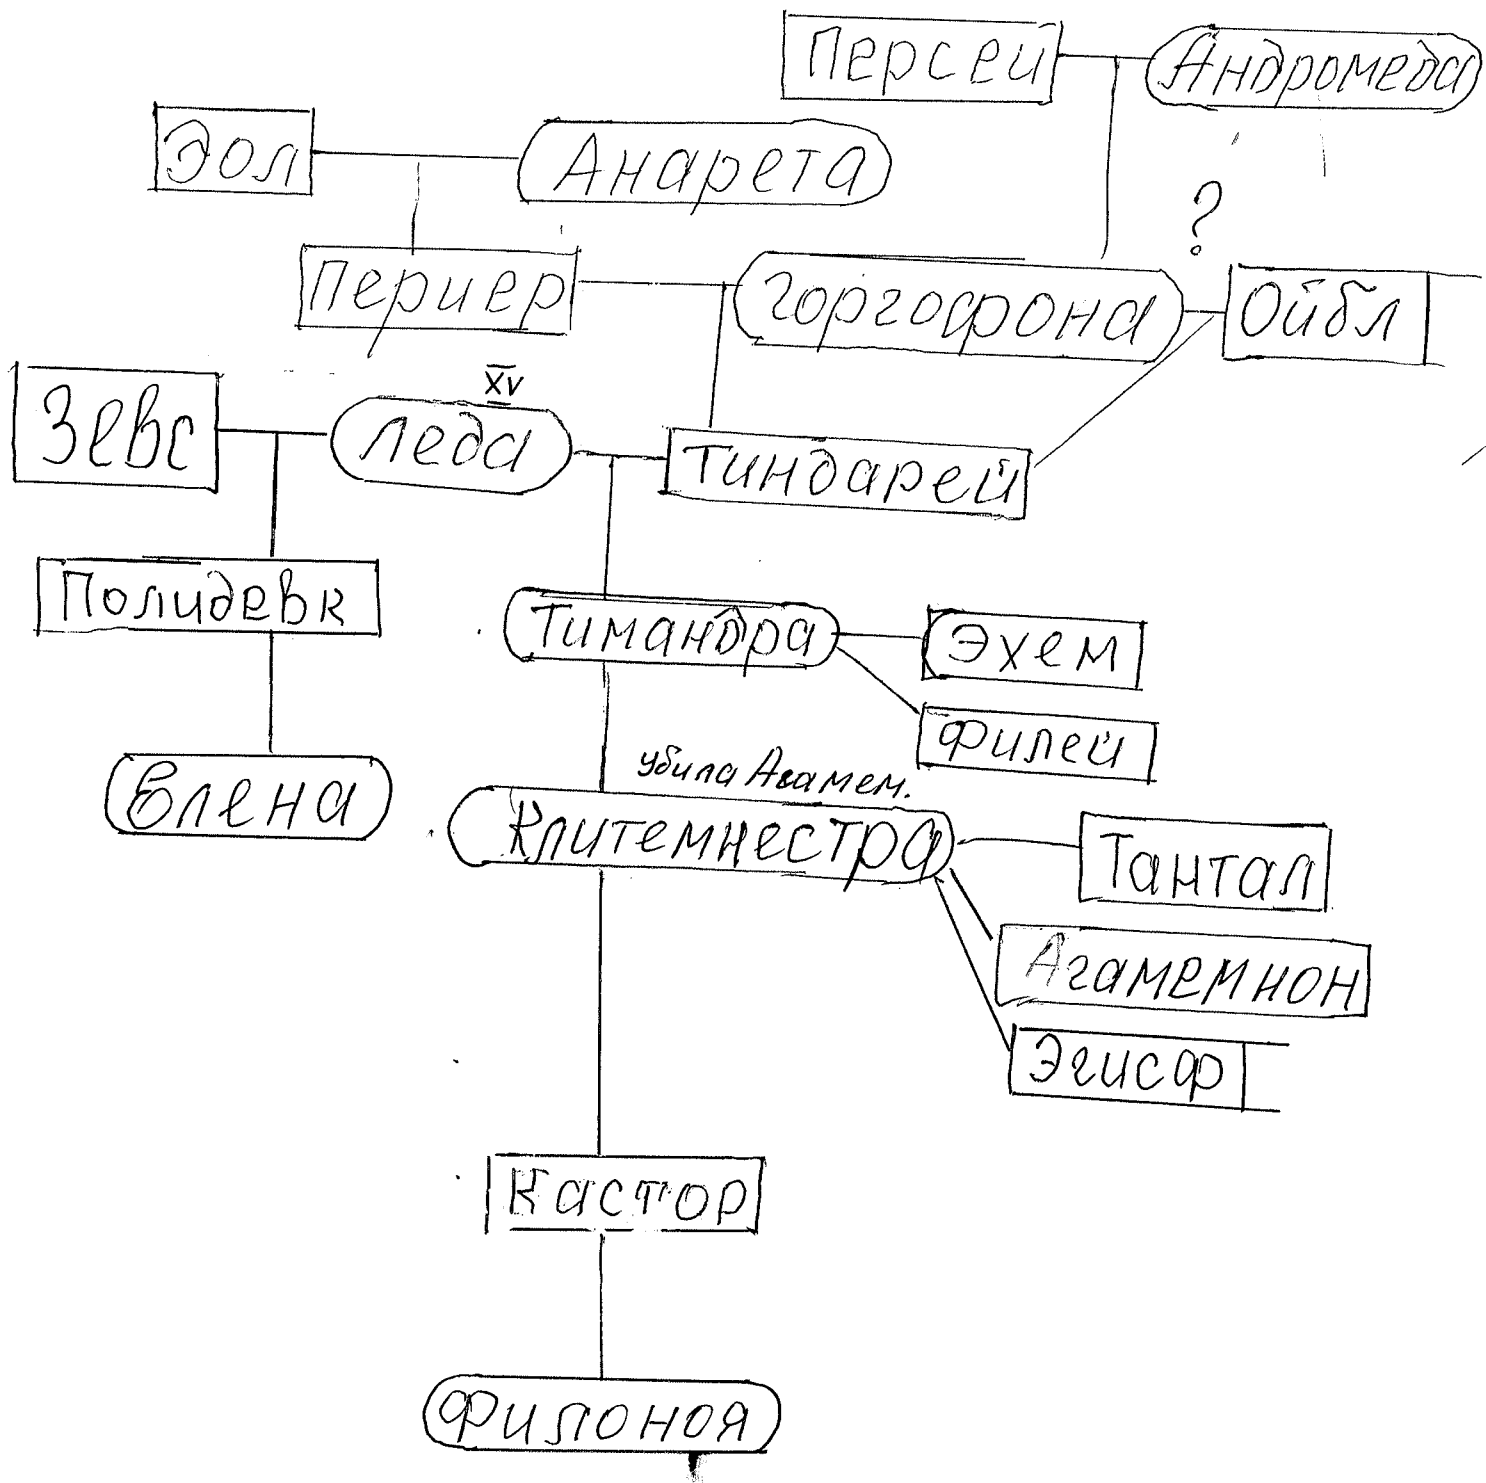 Персей
Андромеда
Эол
Анарета
?
Периер
Горгофона
Ойбл
XV
Зевс
Леда
Тиндарей
Полидевк
Тимандра
Эхем
Филей
Елена
убила Агамем.
Клитемнестра
Тантал
Агамемнон
Эгисф
Кастор
Филоноя